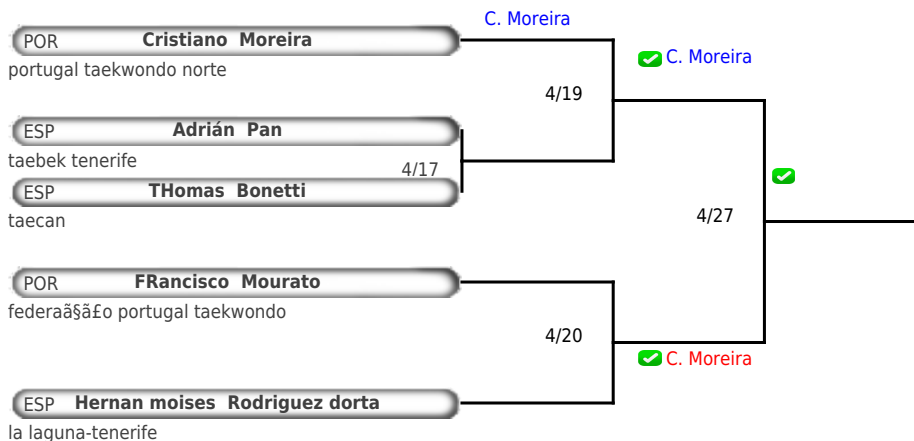 C. Moreira
POR Cristiano Moreira
portugal taekwondo norte
C. Moreira
4/19
ESP Adrián Pan
taebek tenerife
4/17
ESP THomas Bonetti
taecan
4/27
POR FRancisco Mourato
federaã§ã£o portugal taekwondo
4/20
C. Moreira
ESP Hernan moises Rodriguez dorta
la laguna-tenerife